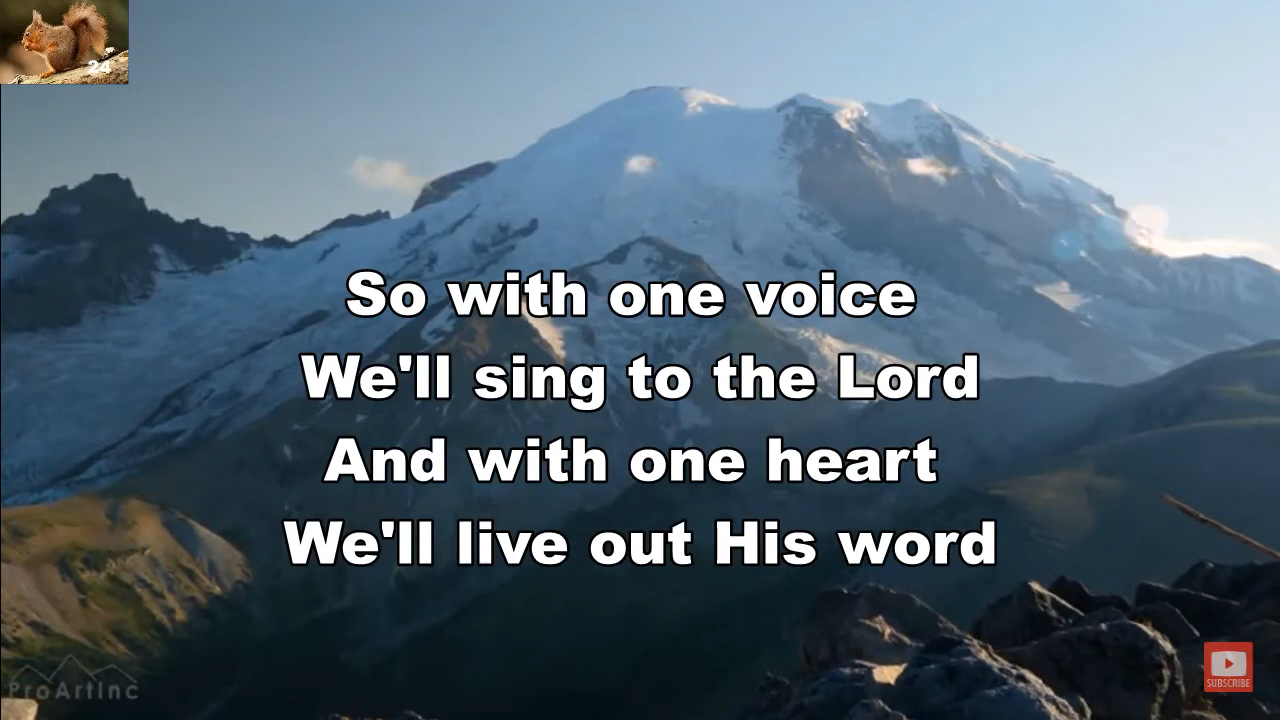 24
So with one voice
We'll sing to the Lord
And with one heart
We'll live out His word
ProArtInc
SUBSCRIBE